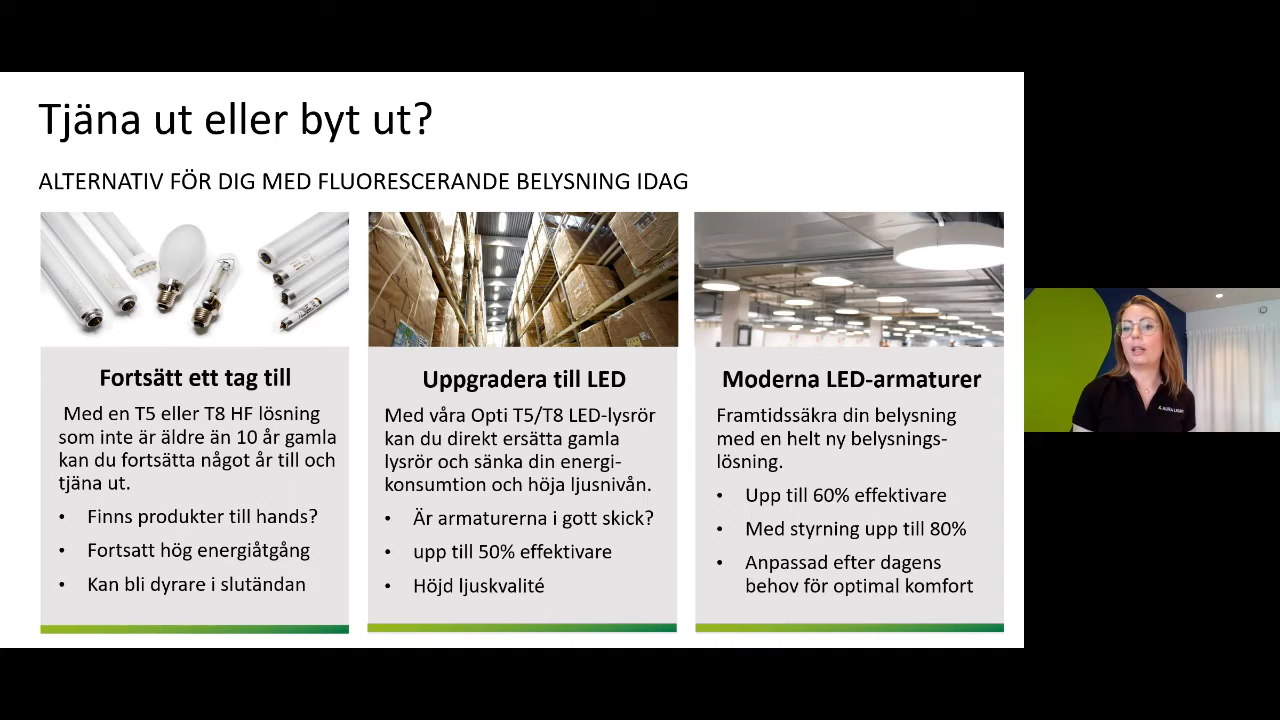 Tjäna ut eller byt ut?
ALTERNATIV FÖR DIG MED FLUORESCERANDE BELYSNING IDAG
Fortsätt ett tag till
Med en T5 eller T8 HF lösning
som inte är äldre än 10 år gamla
kan du fortsätta något år till och
tjäna ut.
• Finns produkter till hands?
• Fortsatt hög energiåtgång
• Kan bli dyrare i slutändan
Uppgradera till LED
Med våra Opti T5/T8 LED-lysrör
kan du direkt ersätta gamla
lysrör och sänka din energi-
konsumtion och höja ljusnivån.
• Är armaturerna i gott skick?
• upp till 50% effektivare
• Höjd ljuskvalité
Moderna LED-armaturer
Framtidssäkra din belysning
med en helt ny belysnings-
lösning.
• Upp till 60% effektivare
• Med styrning upp till 80%
• Anpassad efter dagens
behov för optimal komfort
AURA LIGHT